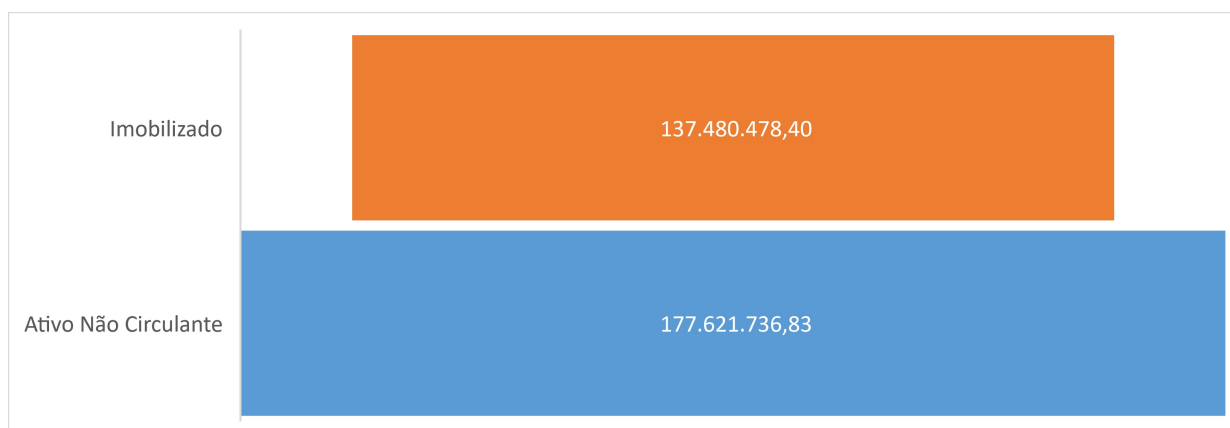 Imobilizado
137.480.478,40
Ativo Não Circulante
177.621.736,83